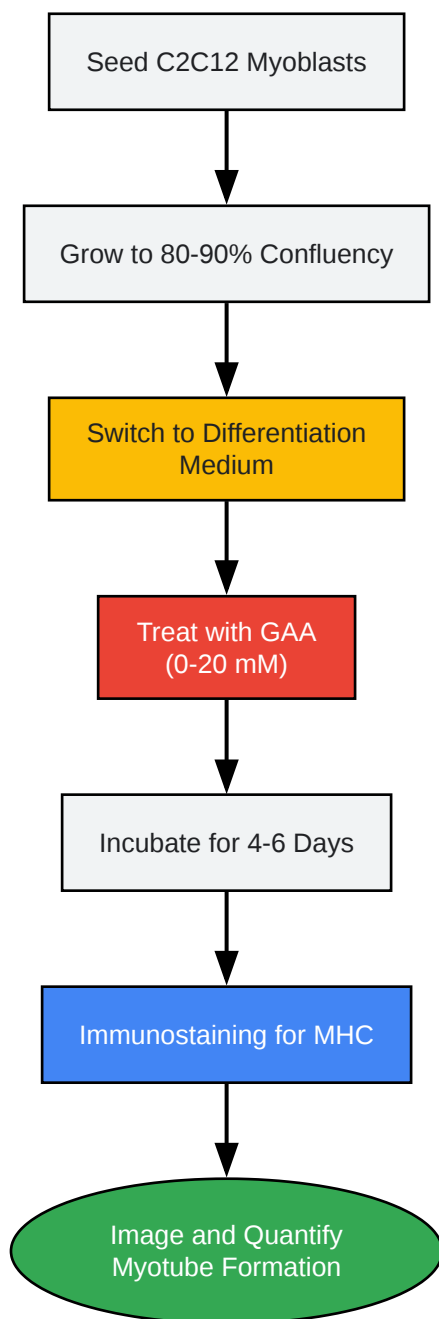 Seed C2C12 Myoblasts
Grow to 80-90% Confluency
Switch to Differentiation
Medium
Treat with GAA
(0-20 mM)
Incubate for 4-6 Days
Immunostaining for MHC
Image and Quantify
Myotube Formation